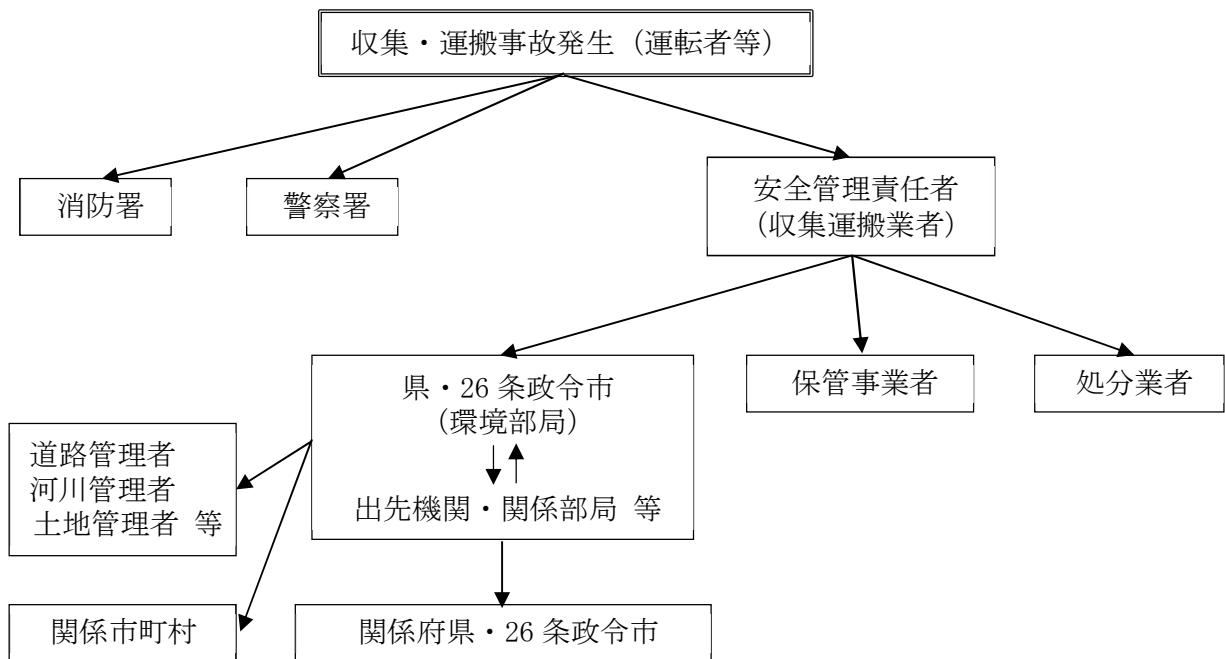 収集・運搬事故発生（運転者等）
消防署
警察署
安全管理責任者
（収集運搬業者）
県・26 条政令市
（環境部局）
出先機関・関係部局 等
保管事業者
処分業者
道路管理者
河川管理者
土地管理者 等
関係市町村
関係府県・26 条政令市